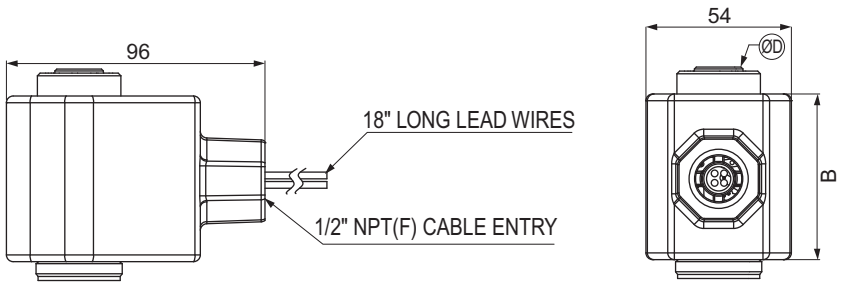 96
18" LONG LEAD WIRES
1/2" NPT(F) CABLE ENTRY
54
ØD
B